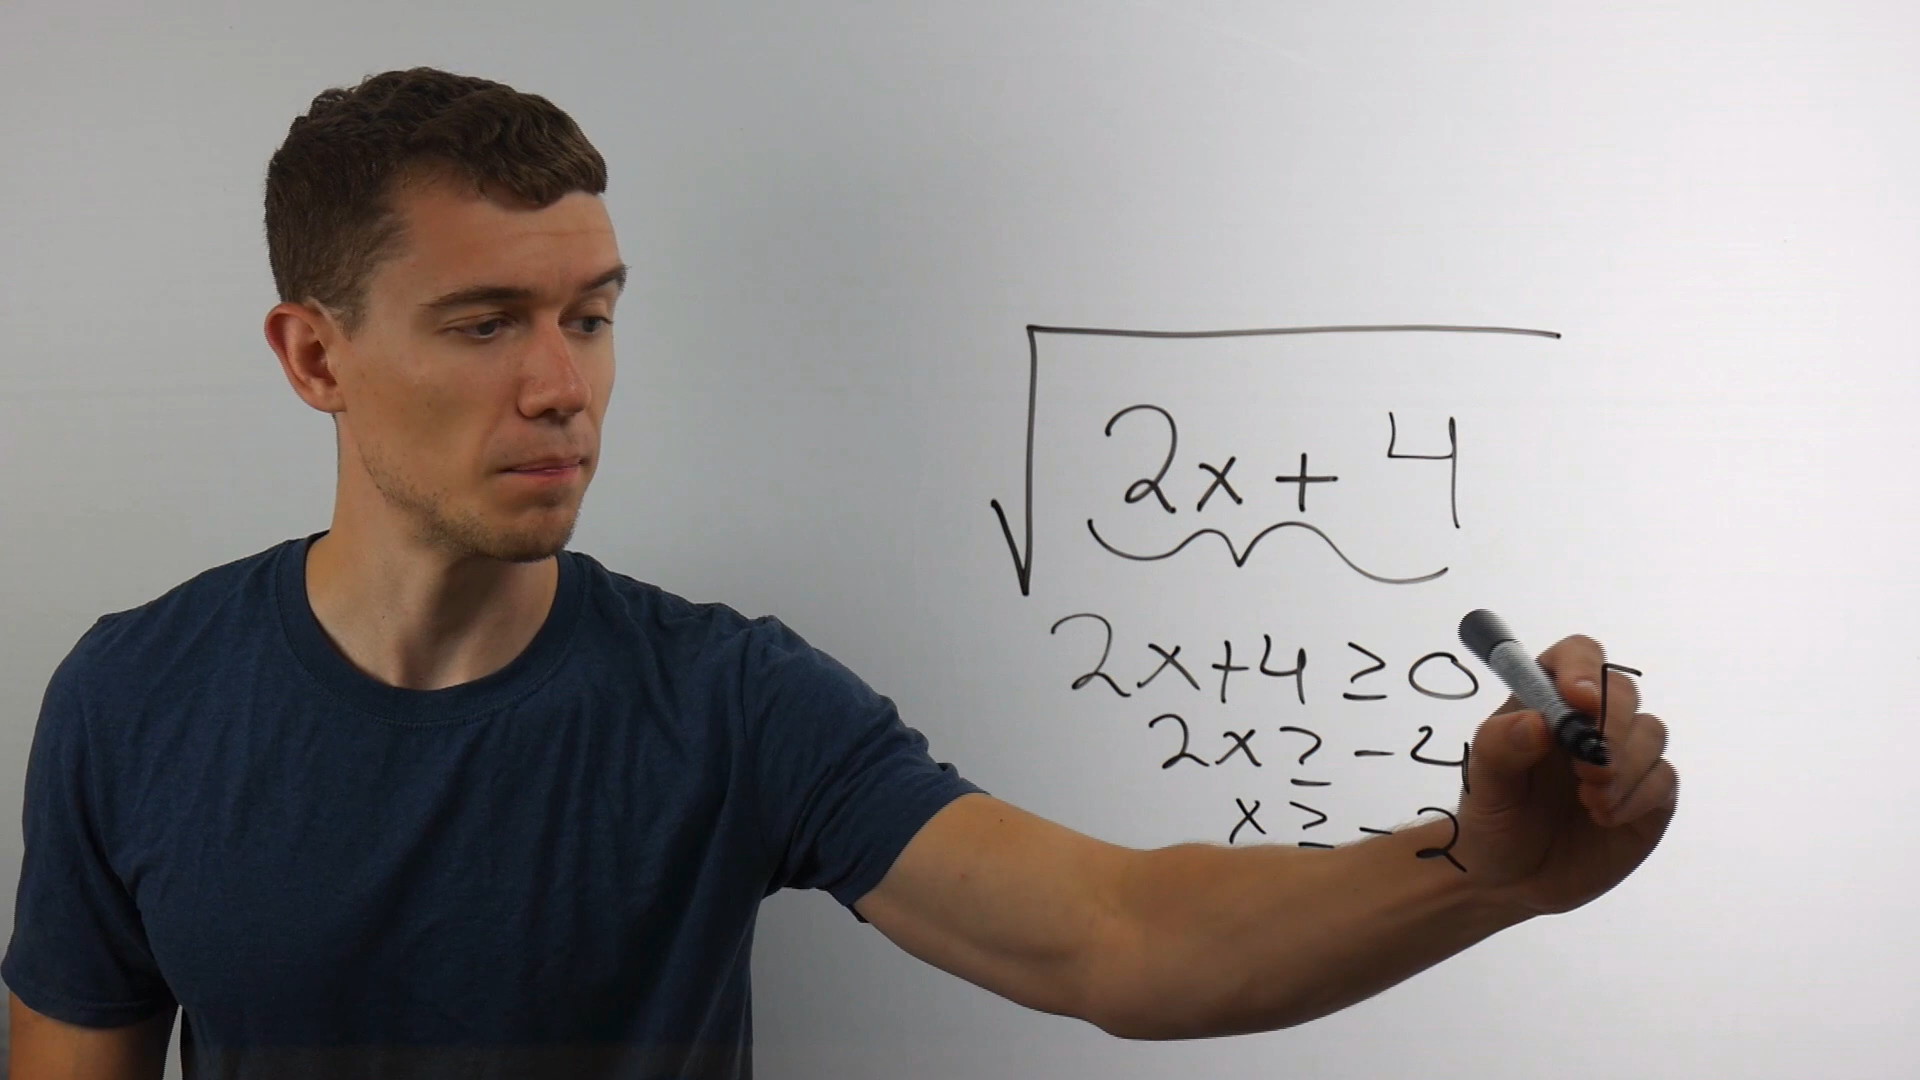 √2x + 4
2x+4 ≥ 0
2x ≥ -4
x ≥ -2
[